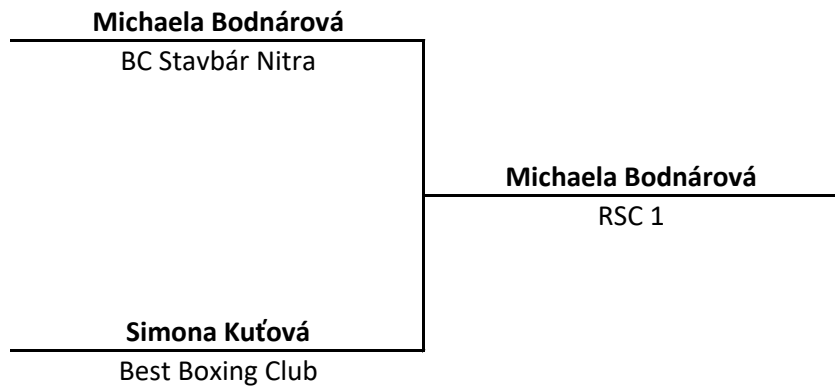 Michaela Bodnárová
BC Stavbár Nitra
Michaela Bodnárová
RSC 1
Simona Kuťová
Best Boxing Club